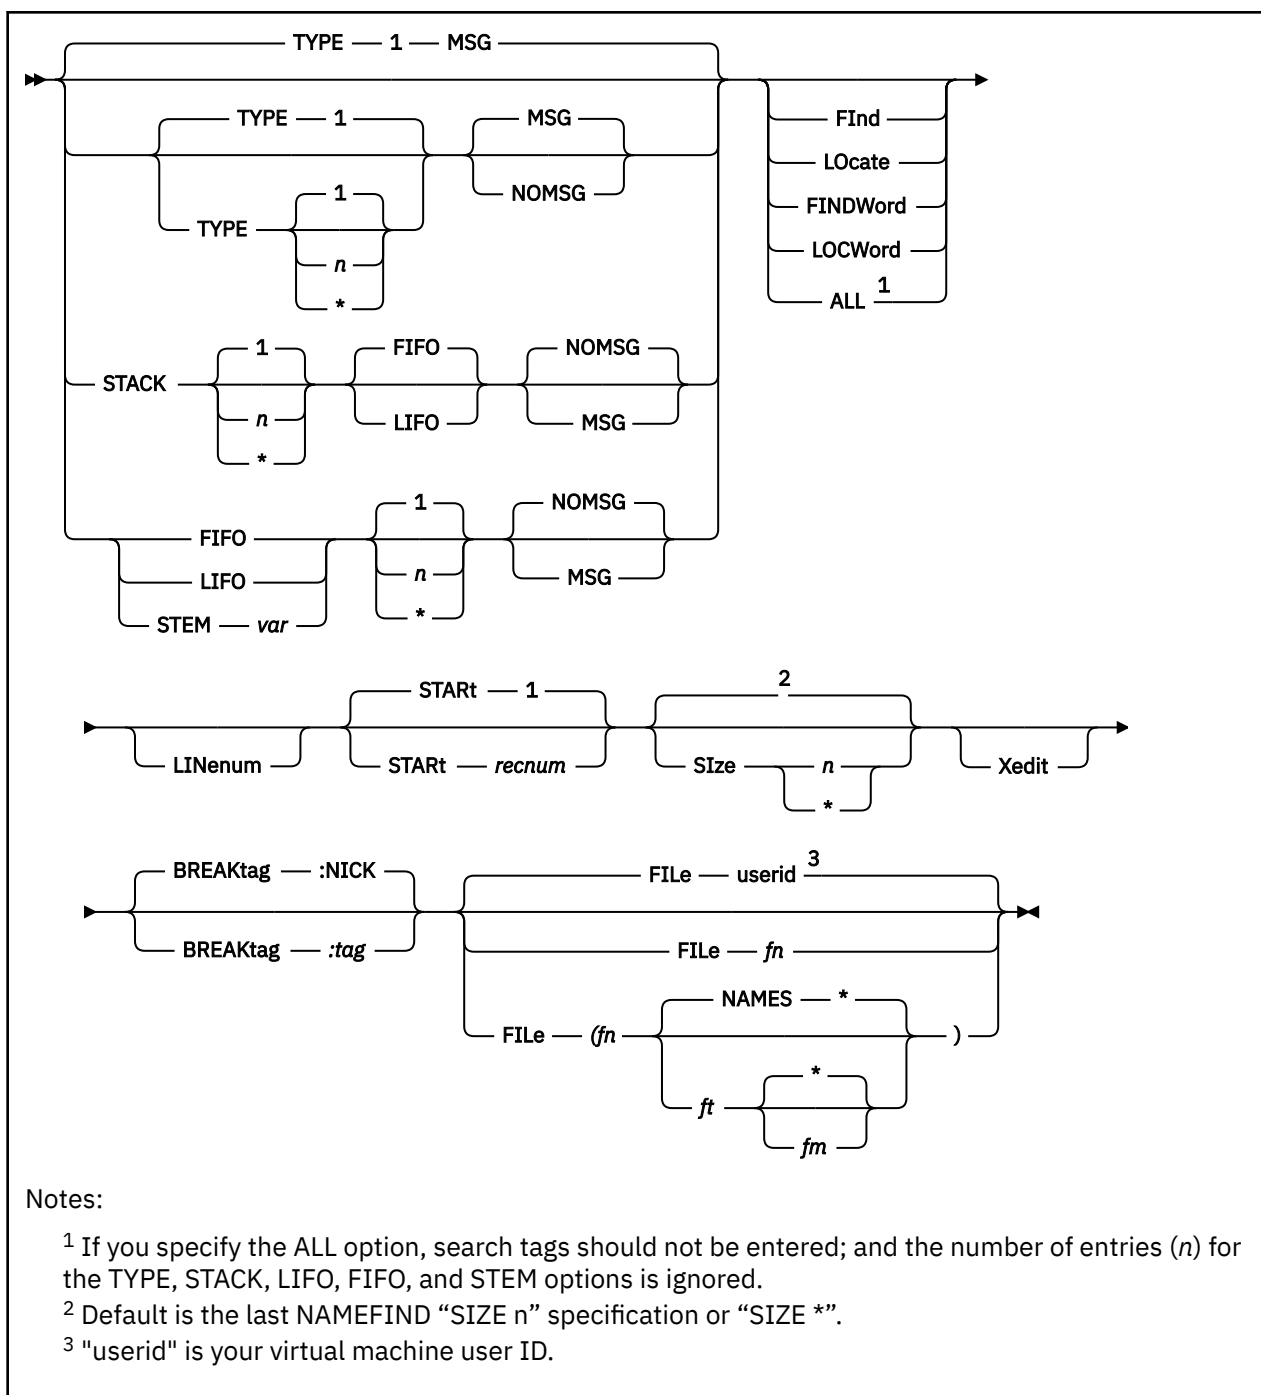 TYPE 1 MSG
TYPE 1 MSG FInd
NOMSG LOcate
TYPE 1 FINDWord
n LOCWord
* ALL 1
STACK 1 FIFO NOMSG
n LIFO MSG
*
FIFO 1 NOMSG
LIFO n MSG
STEM var *
LINenum STARt 1 2
STARt recnum SIze n Xedit
*
BREAKtag :NICK FILe userid 3
BREAKtag :tag FILe fn
NAMES *
FILe (fn )
ft *
fm
Notes:
1 If you specify the ALL option, search tags should not be entered; and the number of entries (n) for
the TYPE, STACK, LIFO, FIFO, and STEM options is ignored.
2 Default is the last NAMEFIND “SIZE n” specification or “SIZE *”.
3 "userid" is your virtual machine user ID.